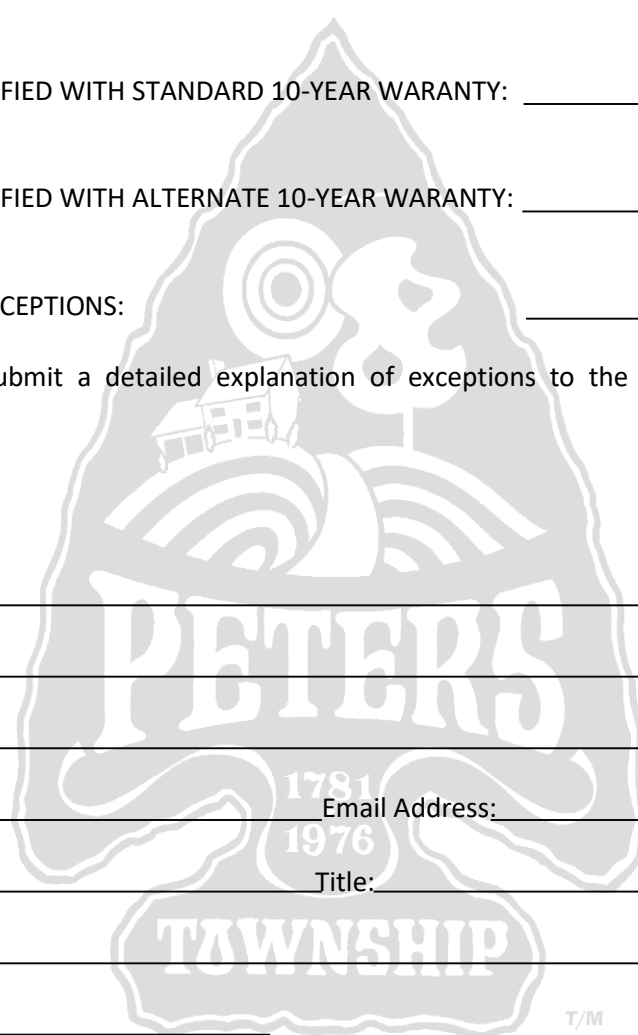 FIED WITH STANDARD 10-YEAR WARANTY:
FIED WITH ALTERNATE 10-YEAR WARANTY:
CEPTIONS:
ubmit a detailed explanation of exceptions to the
PETERS
1781
Email Address:
1976
Title:
TOWNSHIP
T/M